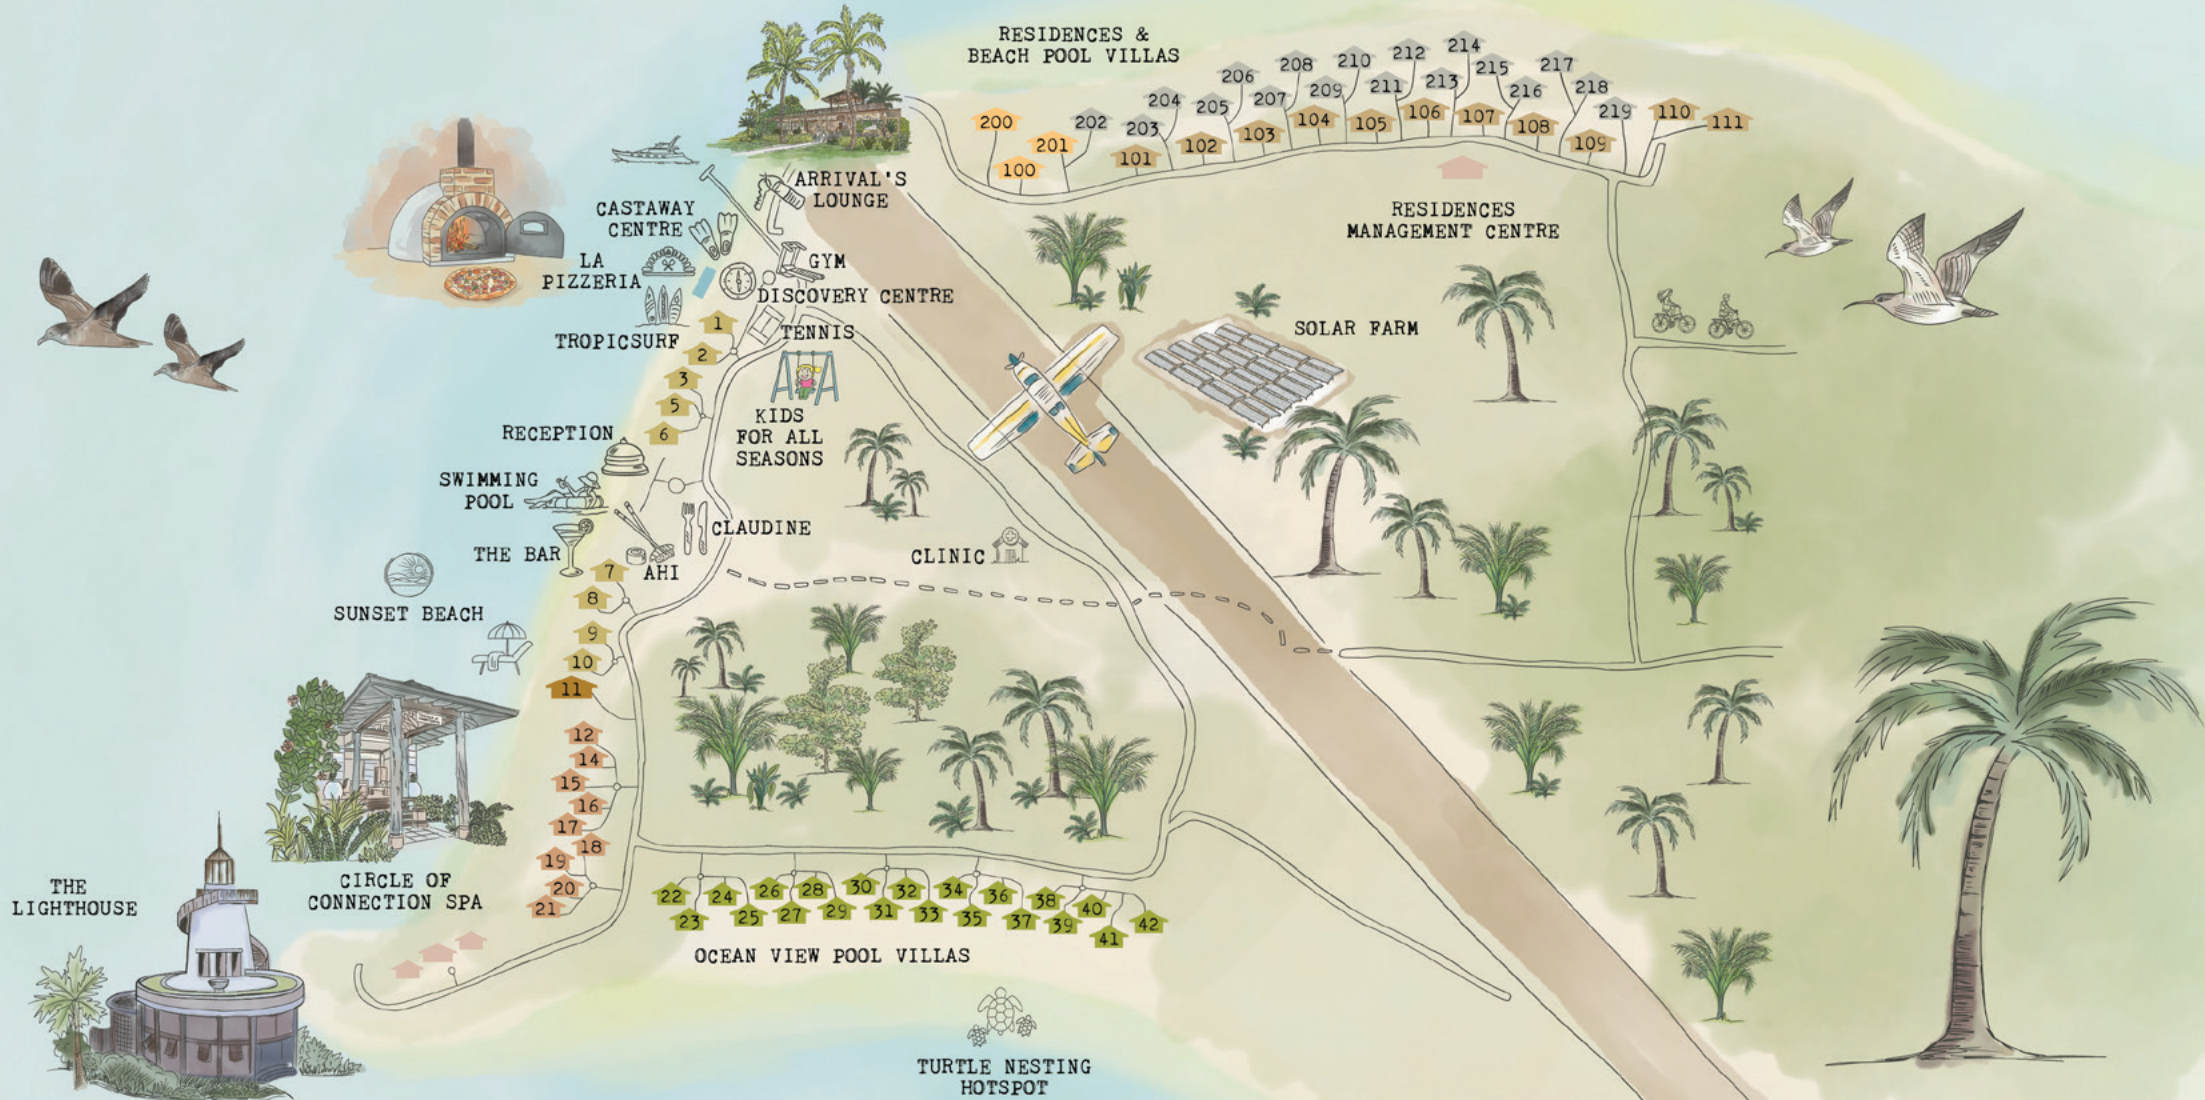 RESIDENCES &
BEACH POOL VILLAS
200
100
201
202
203
204
205
206
207
208
209
210
211
212
213
214
215
216
217
218
219
101
102
103
104
105
106
107
108
109
110
111
ARRIVAL'S
LOUNGE
CASTAWAY
CENTRE
RESIDENCES
MANAGEMENT CENTRE
LA
PIZZERIA
GYM
DISCOVERY CENTRE
TROPICSURF
TENNIS
SOLAR FARM
1
2
3
5
6
KIDS
FOR ALL
SEASONS
RECEPTION
SWIMMING
POOL
CLAUDINE
THE BAR
AHI
CLINIC
7
8
9
10
11
SUNSET BEACH
12
14
15
16
17
18
19
20
21
CIRCLE OF
CONNECTION SPA
THE
LIGHTHOUSE
22
23
24
25
26
27
28
29
30
31
32
33
34
35
36
37
38
39
40
41
42
OCEAN VIEW POOL VILLAS
TURTLE NESTING
HOTSPOT